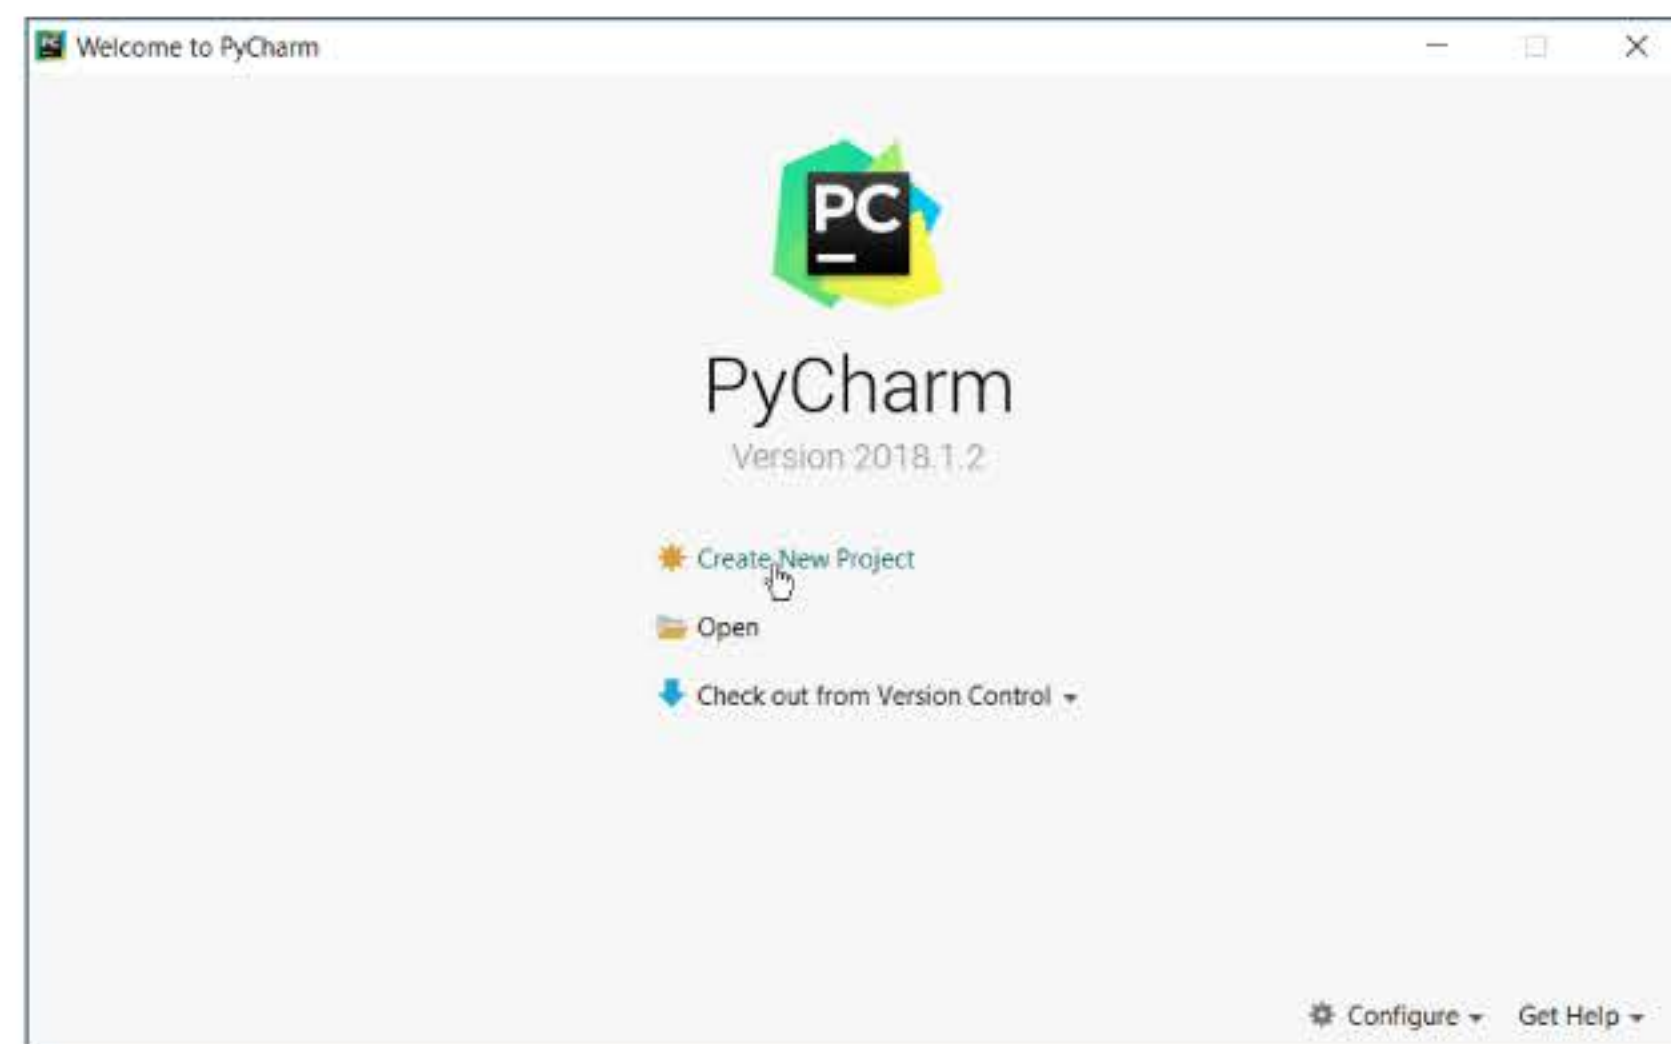 Welcome to PyCharm
PC
PyCharm
Version 2018.1.2
Create New Project
Open
Check out from Version Control
Configure
Get Help